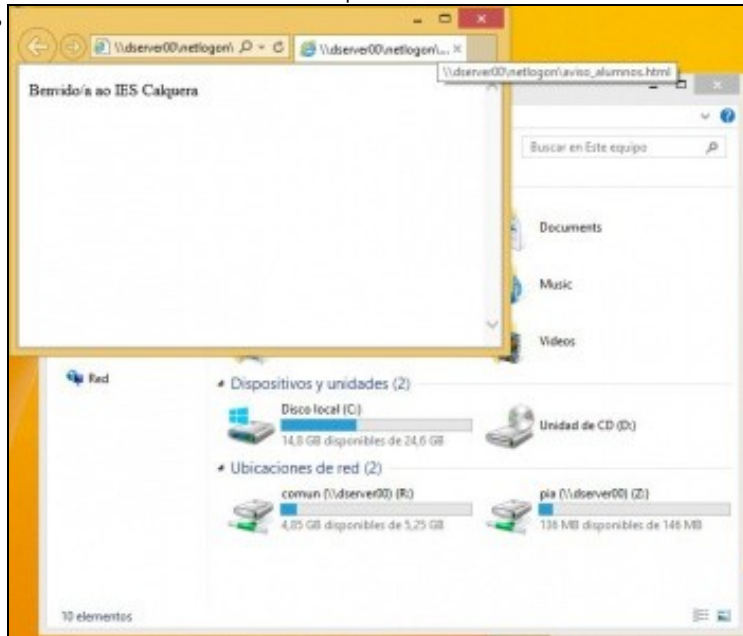 \\dserver00\netlogon\
\\dserver00\netlogon\...
\\dserver00\netlogon\aviso_alumnos.html
Benvido/a ao IES Calquera
Buscar en Este equipo
Documents
Music
Videos
Red
Dispositivos y unidades (2)
Disco local (C:)
14,8 GB disponibles de 24,6 GB
Unidad de CD (D:)
Ubicaciones de red (2)
comun (\\dserver00) (R:)
4,85 GB disponibles de 5,25 GB
pia (\\dserver00) (Z:)
136 MB disponibles de 146 MB
10 elementos